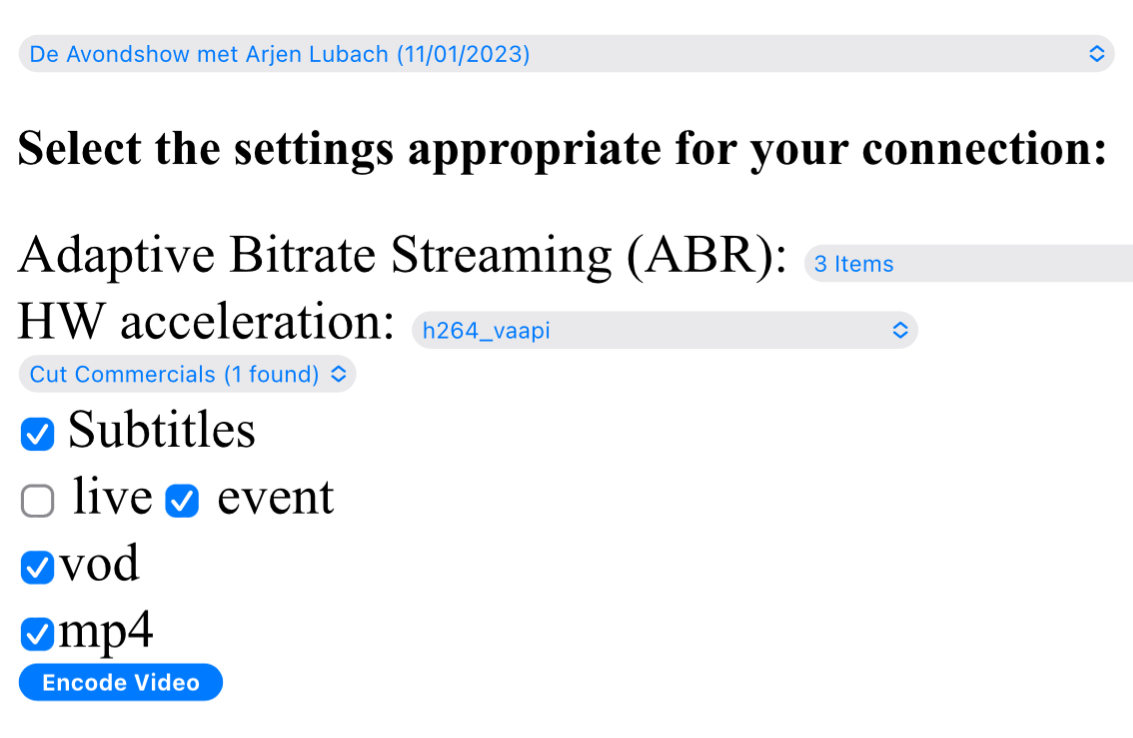 De Avondshow met Arjen Lubach (11/01/2023)
Select the settings appropriate for your connection:
Adaptive Bitrate Streaming (ABR): 3 Items
HW acceleration: h264_vaapi
Cut Commercials (1 found)
Subtitles
live event
vod
mp4
Encode Video